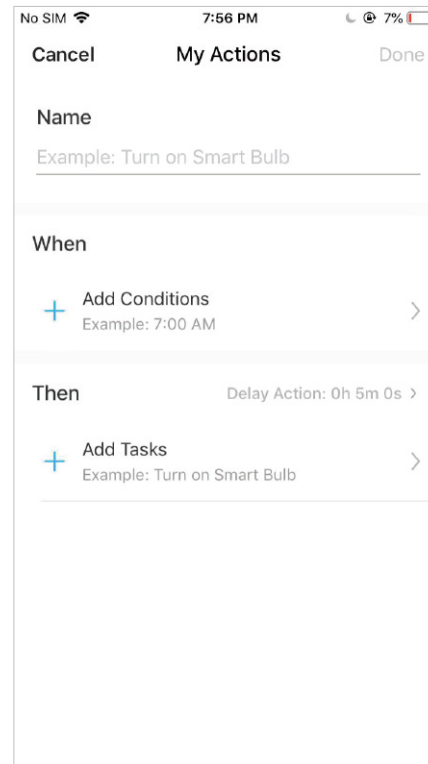 No SIM 7:56 PM 7%
Cancel My Actions Done
Name
Example: Turn on Smart Bulb
When
Add Conditions
Example: 7:00 AM
Then Delay Action: 0h 5m 0s >
Add Tasks
Example: Turn on Smart Bulb